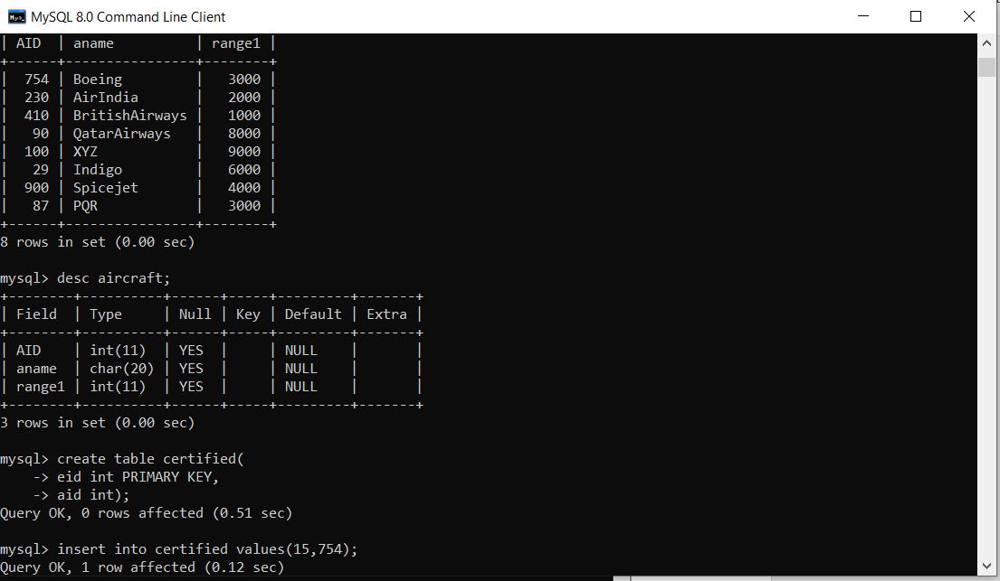 MySQL 8.0 Command Line Client
| AID  | aname          | range1 |
+------+----------------+--------+
|  754 | Boeing         |   3000 |
|  230 | AirIndia       |   2000 |
|  410 | BritishAirways |   1000 |
|   90 | QatarAirways   |   8000 |
|  100 | XYZ            |   9000 |
|   29 | Indigo         |   6000 |
|  900 | Spicejet       |   4000 |
|   87 | PQR            |   3000 |
+------+----------------+--------+
8 rows in set (0.00 sec)
mysql> desc aircraft;
+--------+----------+------+-----+---------+-------+
| Field  | Type     | Null | Key | Default | Extra |
+--------+----------+------+-----+---------+-------+
| AID    | int(11)  | YES  |     | NULL    |       |
| aname  | char(20) | YES  |     | NULL    |       |
| range1 | int(11)  | YES  |     | NULL    |       |
+--------+----------+------+-----+---------+-------+
3 rows in set (0.00 sec)
mysql> create table certified(
    -> eid int PRIMARY KEY,
    -> aid int);
Query OK, 0 rows affected (0.51 sec)
mysql> insert into certified values(15,754);
Query OK, 1 row affected (0.12 sec)